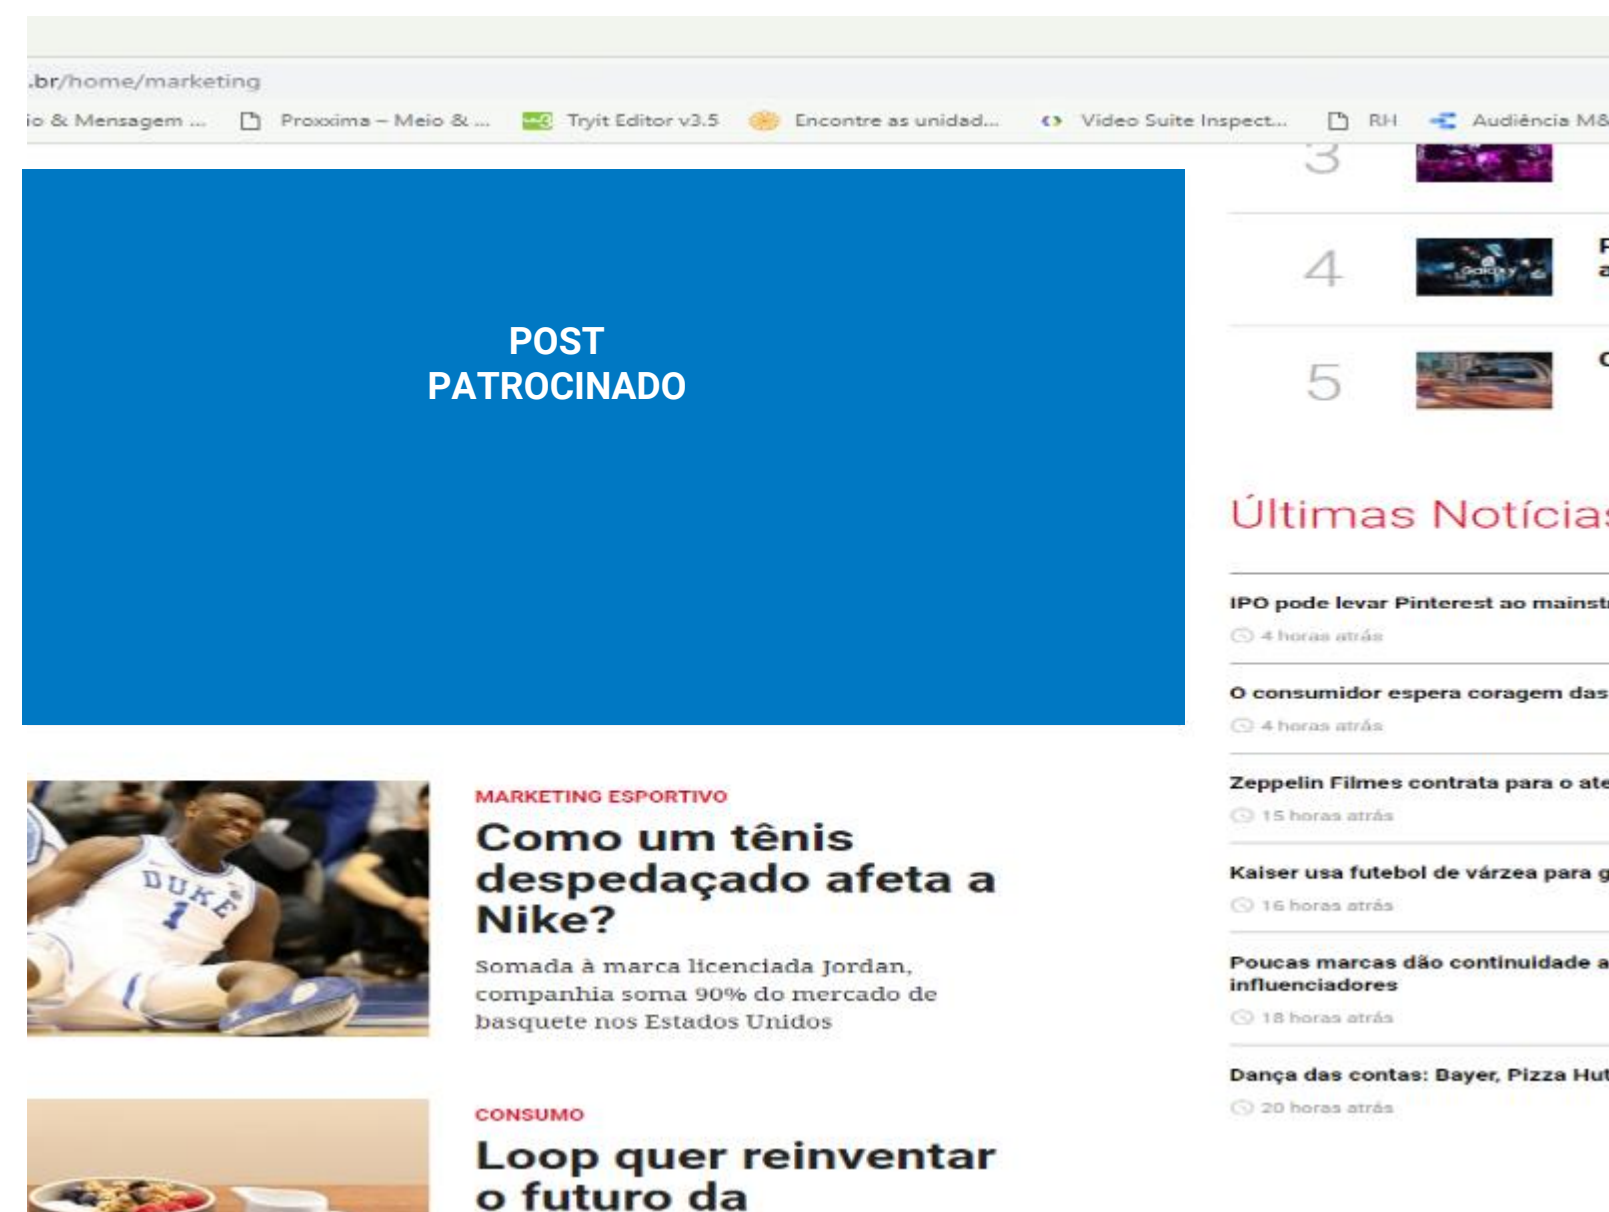 .br/home/marketing
io & Mensagem ...
Proxxima – Meio & ...
Tryit Editor v3.5
Encontre as unidad...
Video Suite Inspect...
RH
Audiência M&
3
4
Galaxy
5
POST
PATROCINADO
MARKETING ESPORTIVO
Como um tênis
despedaçado afeta a
Nike?
Somada à marca licenciada Jordan,
companhia soma 90% do mercado de
basquete nos Estados Unidos
DUKE
1
CONSUMO
Loop quer reinventar
o futuro da
Últimas Notícias
IPO pode levar Pinterest ao mainst
4 horas atrás
O consumidor espera coragem das
4 horas atrás
Zeppelin Filmes contrata para o ate
15 horas atrás
Kaiser usa futebol de várzea para g
16 horas atrás
Poucas marcas dão continuidade a
influenciadores
18 horas atrás
Dança das contas: Bayer, Pizza Hut
20 horas atrás